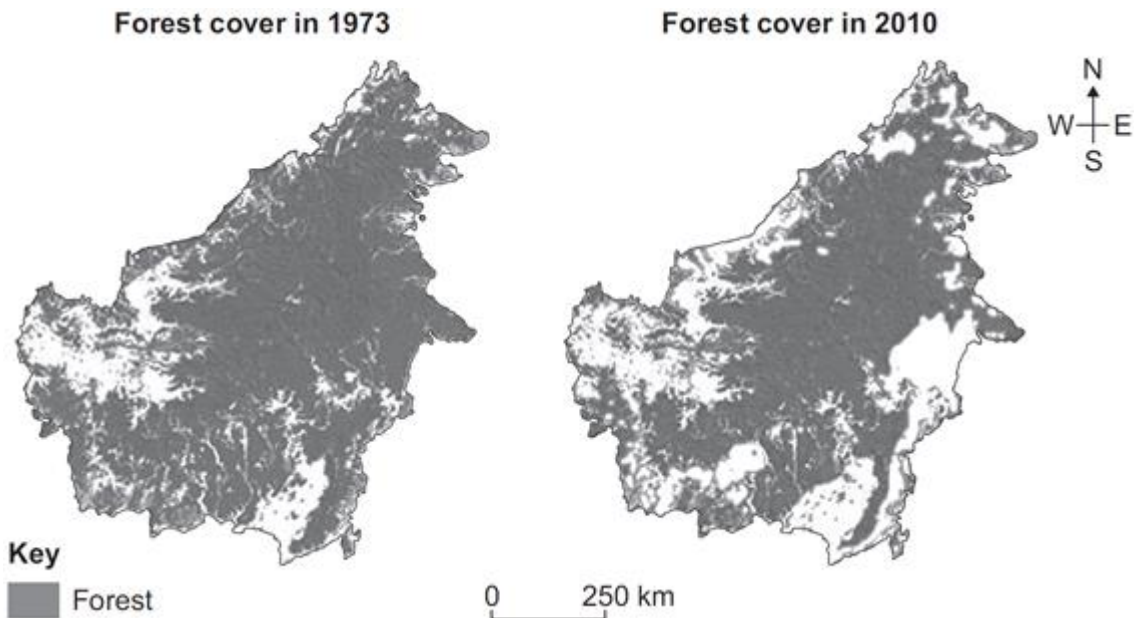 Forest cover in 1973
Forest cover in 2010
N
W E
S
Key
Forest
0 250 km